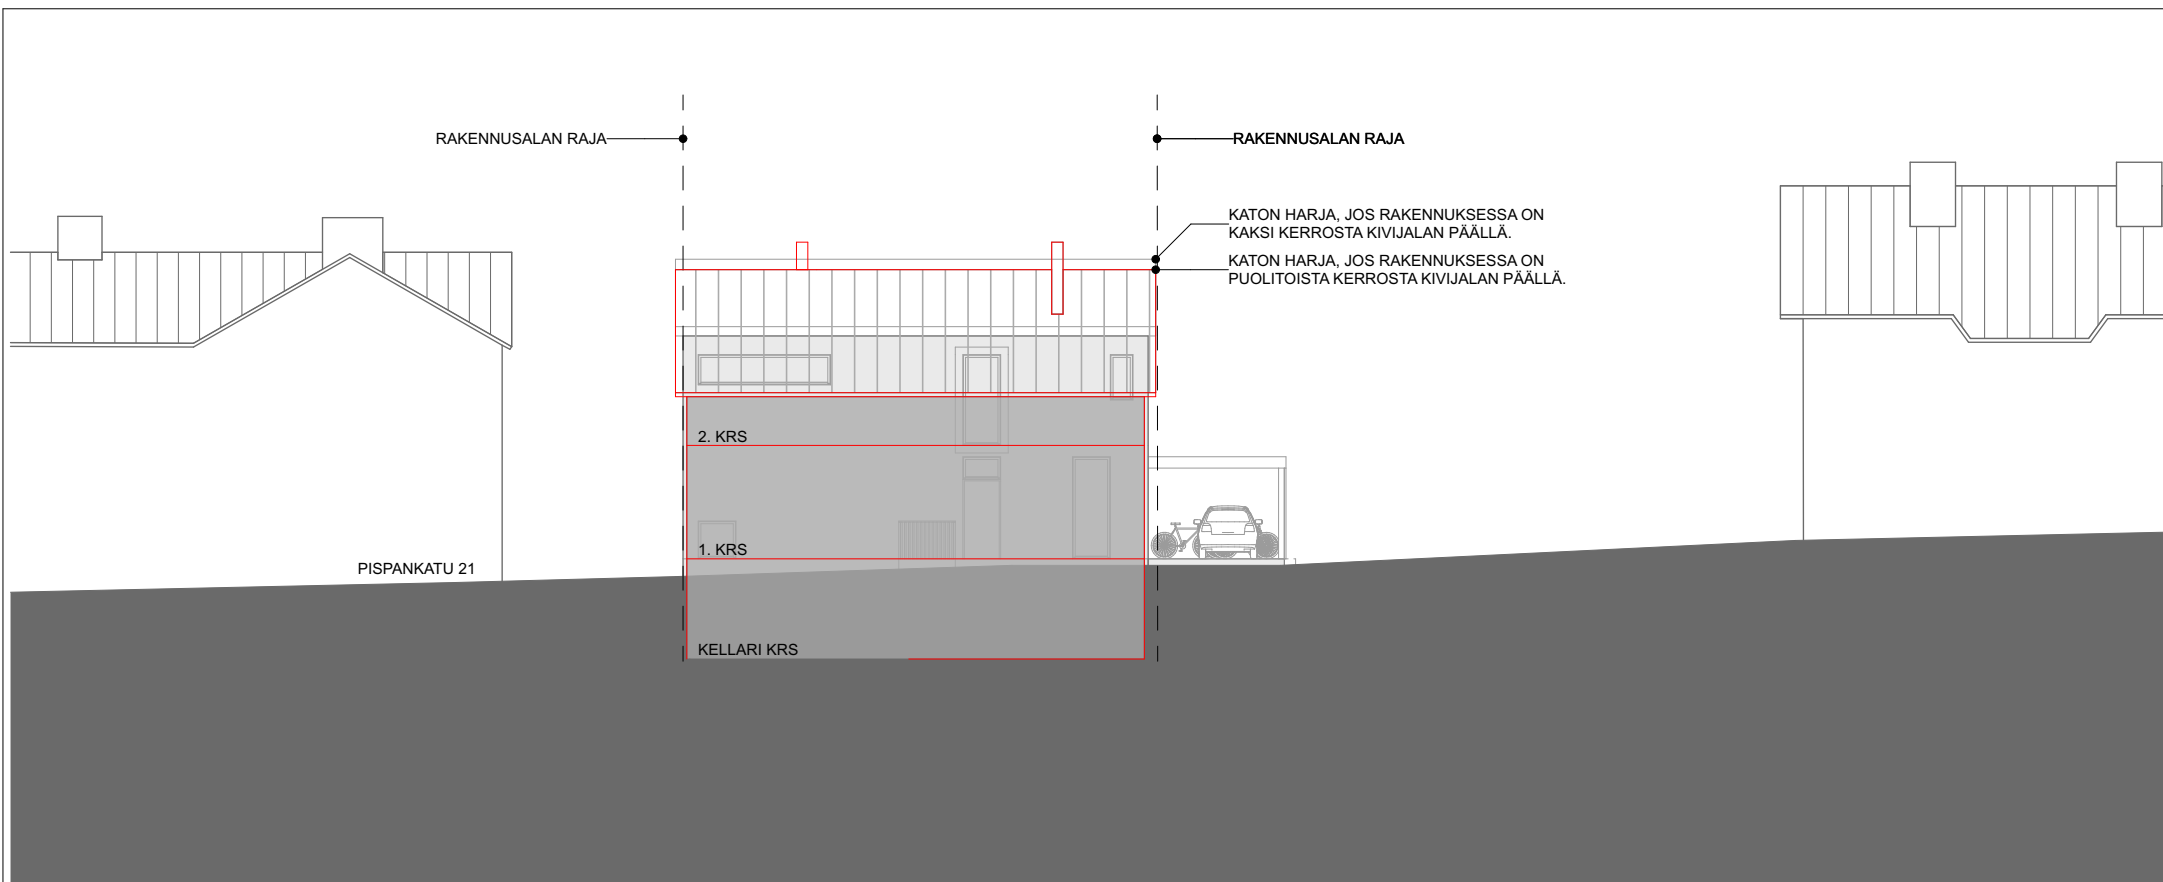 RAKENNUSALAN RAJA
RAKENNUSALAN RAJA
KATON HARJA, JOS RAKENNUKSESSA ON
KAKSI KERROSTA KIVIJALAN PÄÄLLÄ.
KATON HARJA, JOS RAKENNUKSESSA ON
PUOLITOISTA KERROSTA KIVIJALAN PÄÄLLÄ.
2. KRS
1. KRS
PISPANKATU 21
KELLARI KRS